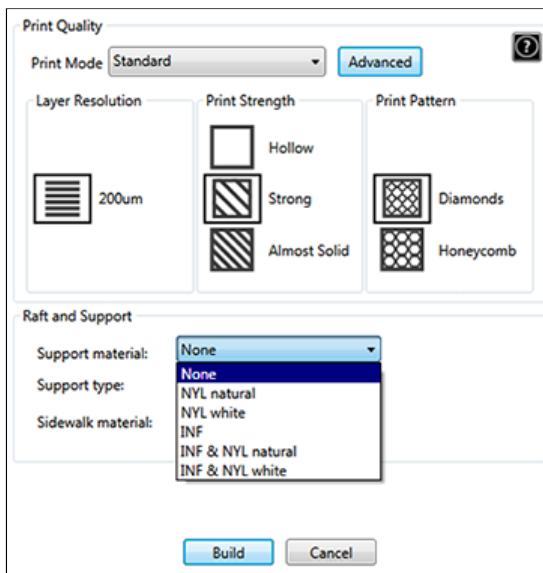 Print Quality
?
Print Mode Standard Advanced
Layer Resolution Print Strength Print Pattern
Hollow
200um Strong Diamonds
Almost Solid Honeycomb
Raft and Support
Support material: None
None
Support type: NYL natural
NYL white
Sidewalk material: INF
INF & NYL natural
INF & NYL white
Build Cancel